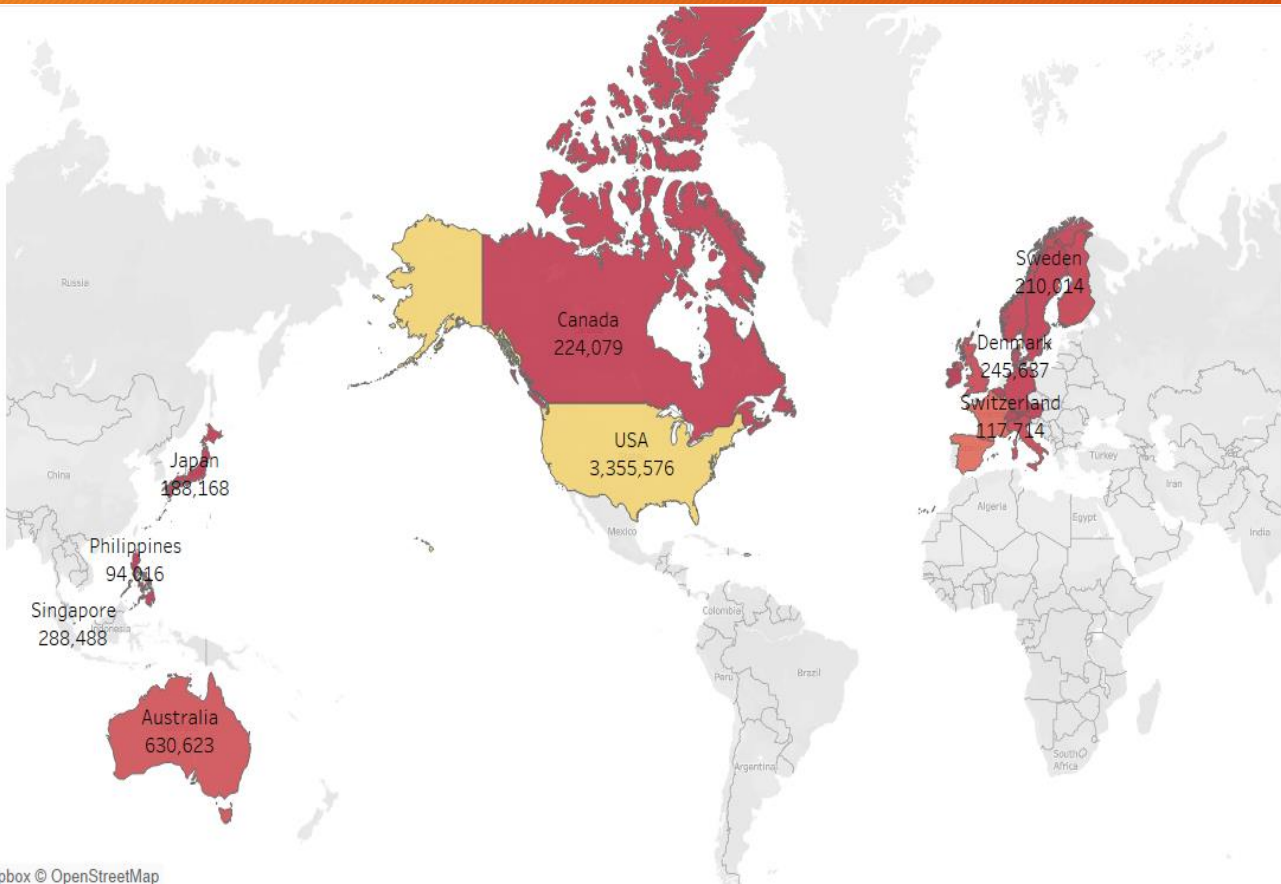 Sweden
210,014
Russia
Canada
224,079
Denmark
245,637
Switzerland
117,714
USA
3,355,576
Japan
188,168
China
Turkey
Iran
Algeria
Egypt
India
Mexico
Philippines
94,016
Singapore
288,488
Indonesia
Colombia
Peru
Brazil
Australia
630,623
South
Africa
Argentina
pbox © OpenStreetMap